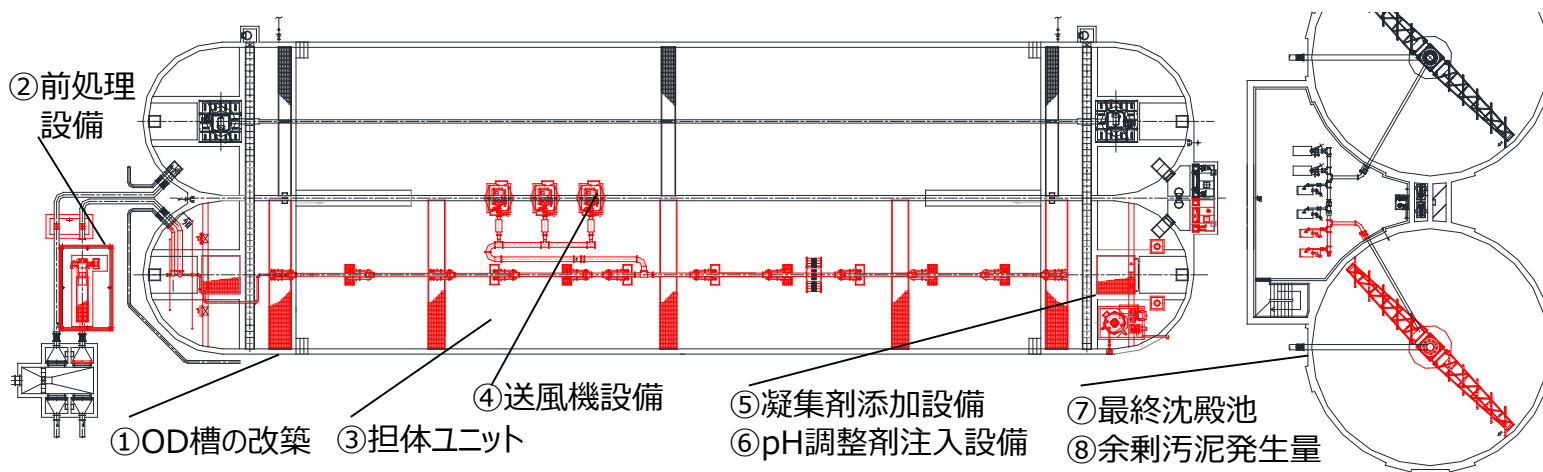 ②前処理
設備
④送風機設備
①OD槽の改築
③担体ユニット
⑤凝集剤添加設備
⑥pH調整剤注入設備
⑦最終沈殿池
⑧余剰汚泥発生量